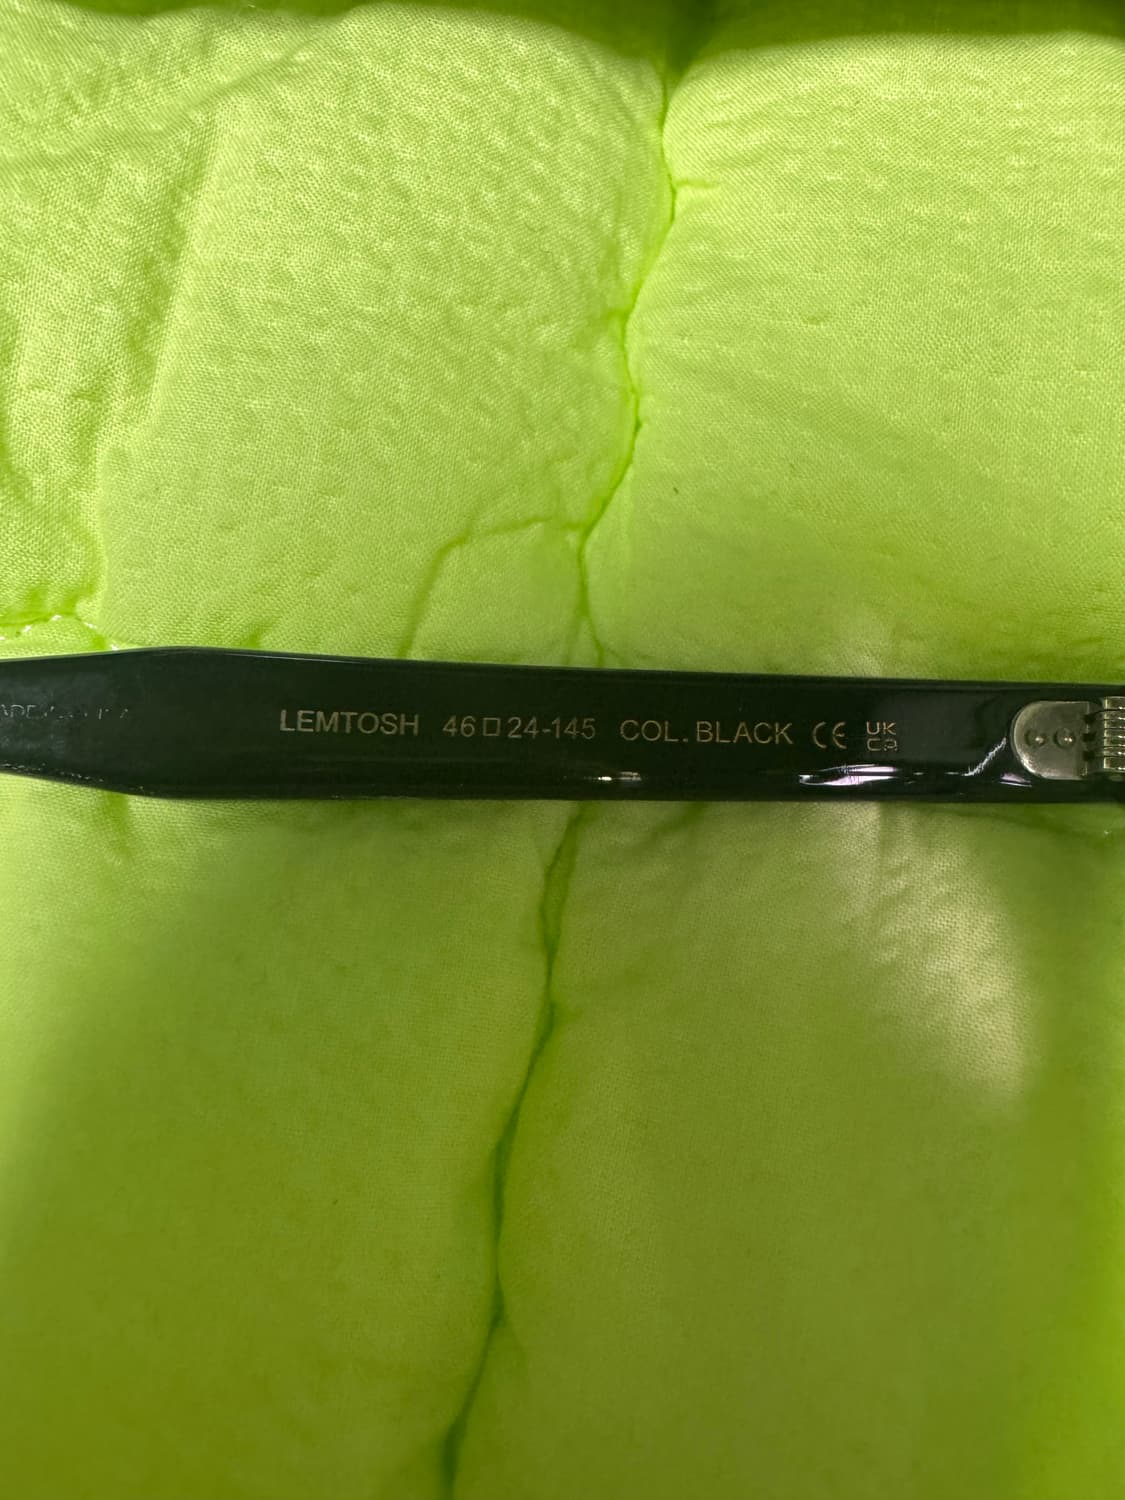 LEMTOSH 46□24-145 COL. BLACK CE UK CA